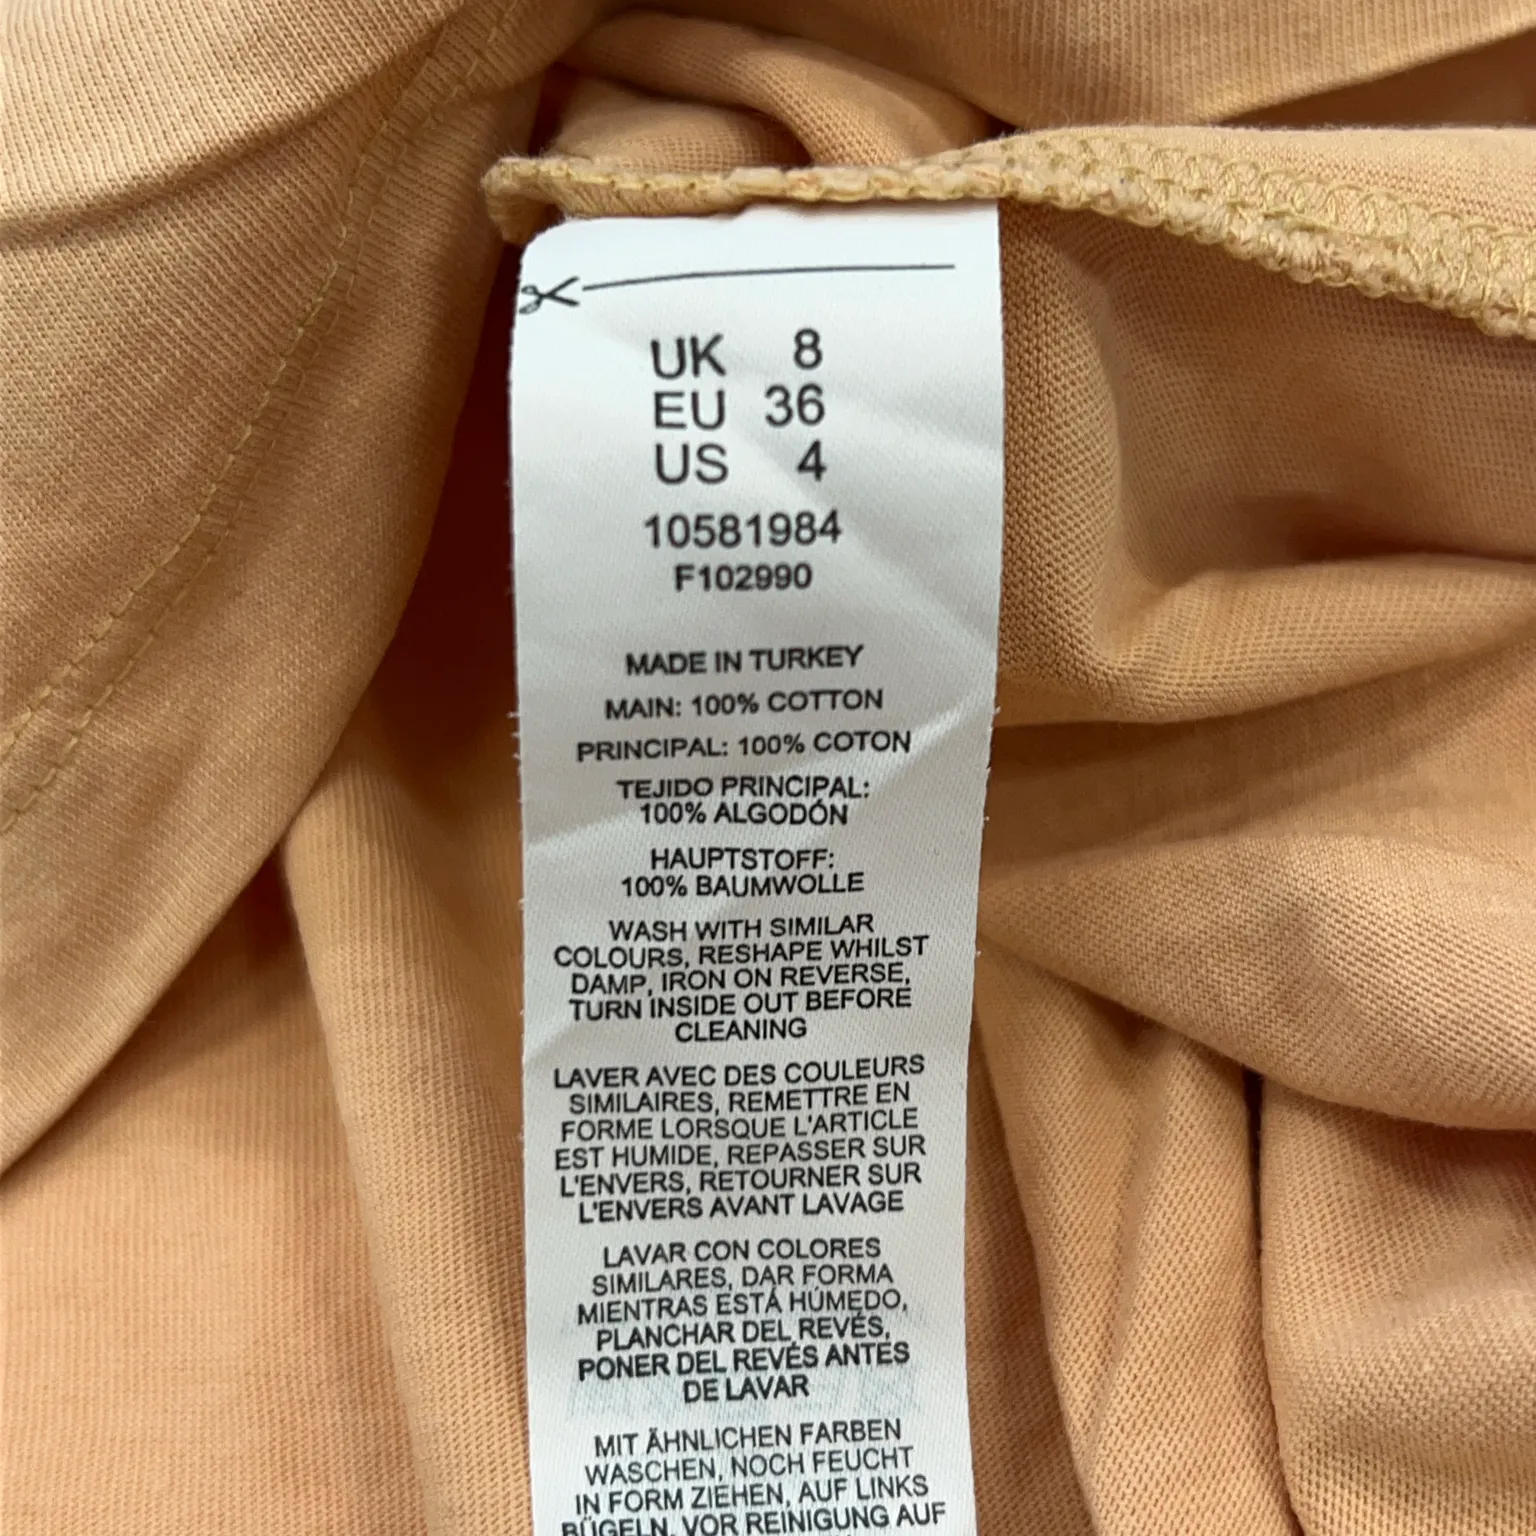 UK 8
EU 36
US 4
10581984
F102990
MADE IN TURKEY
MAIN: 100% COTTON
PRINCIPAL: 100% COTON
TEJIDO PRINCIPAL:
100% ALGODÓN
HAUPTSTOFF:
100% BAUMWOLLE
WASH WITH SIMILAR
COLOURS, RESHAPE WHILST
DAMP, IRON ON REVERSE,
TURN INSIDE OUT BEFORE
CLEANING
LAVER AVEC DES COULEURS
SIMILAIRES, REMETTRE EN
FORME LORSQUE L'ARTICLE
EST HUMIDE, REPASSER SUR
L'ENVERS, RETOURNER SUR
L'ENVERS AVANT LAVAGE
LAVAR CON COLORES
SIMILARES, DAR FORMA
MIENTRAS ESTÁ HÚMEDO,
PLANCHAR DEL REVÉS,
PONER DEL REVÉS ANTES
DE LAVAR
MIT ÄHNLICHEN FARBEN
WASCHEN, NOCH FEUCHT
IN FORM ZIEHEN, AUF LINKS
BÜGELN, VOR REINIGUNG AUF